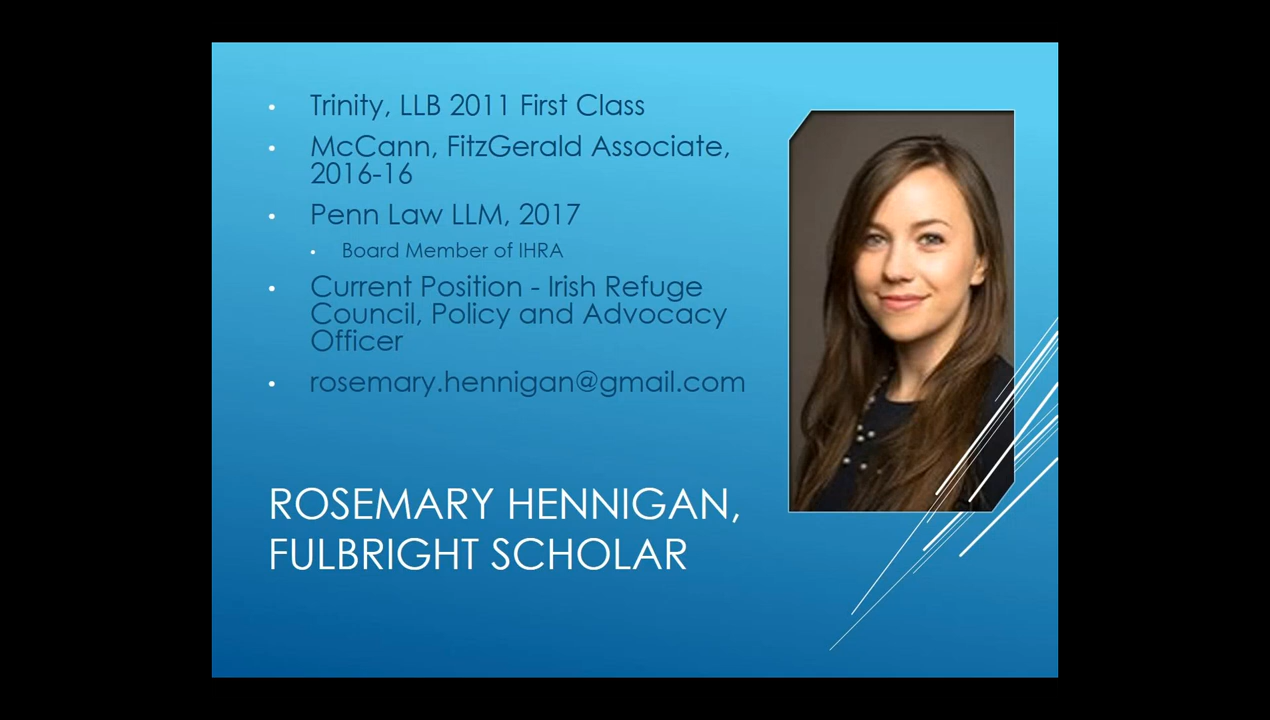 Trinity, LLB 2011 First Class
McCann, FitzGerald Associate,
2016-16
Penn Law LLM, 2017
Board Member of IHRA
Current Position - Irish Refuge
Council, Policy and Advocacy
Officer
rosemary.hennigan@gmail.com
ROSEMARY HENNIGAN,
FULBRIGHT SCHOLAR